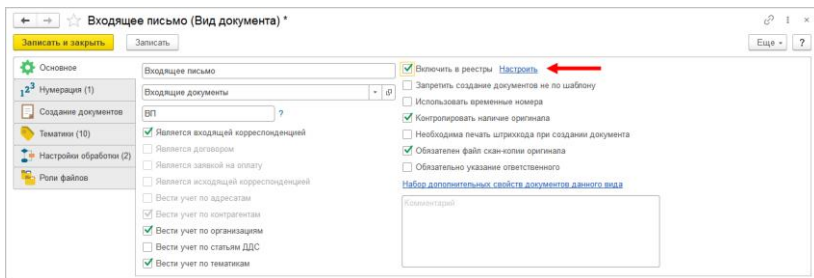 Входящее письмо (Вид документа) *
Записать и закрыть
Записать
Еще
?
Основное
Нумерация (1)
Создание документов
Тематики (10)
Настройки обработки (2)
Роли файлов
Входящее письмо
Входящие документы
ВП
?
Является входящей корреспонденцией
Является договором
Является заявкой на оплату
Является исходящей корреспонденцией
Вести учет по адресатам
Вести учет по контрагентам
Вести учет по организациям
Вести учет по статьям ДДС
Вести учет по тематикам
Включить в реестры Настроить
Запретить создание документов не по шаблону
Использовать временные номера
Контролировать наличие оригинала
Необходима печать штрихкода при создании документа
Обязателен файл скан-копии оригинала
Обязательно указание ответственного
Набор дополнительных свойств документов данного вида
Комментарий